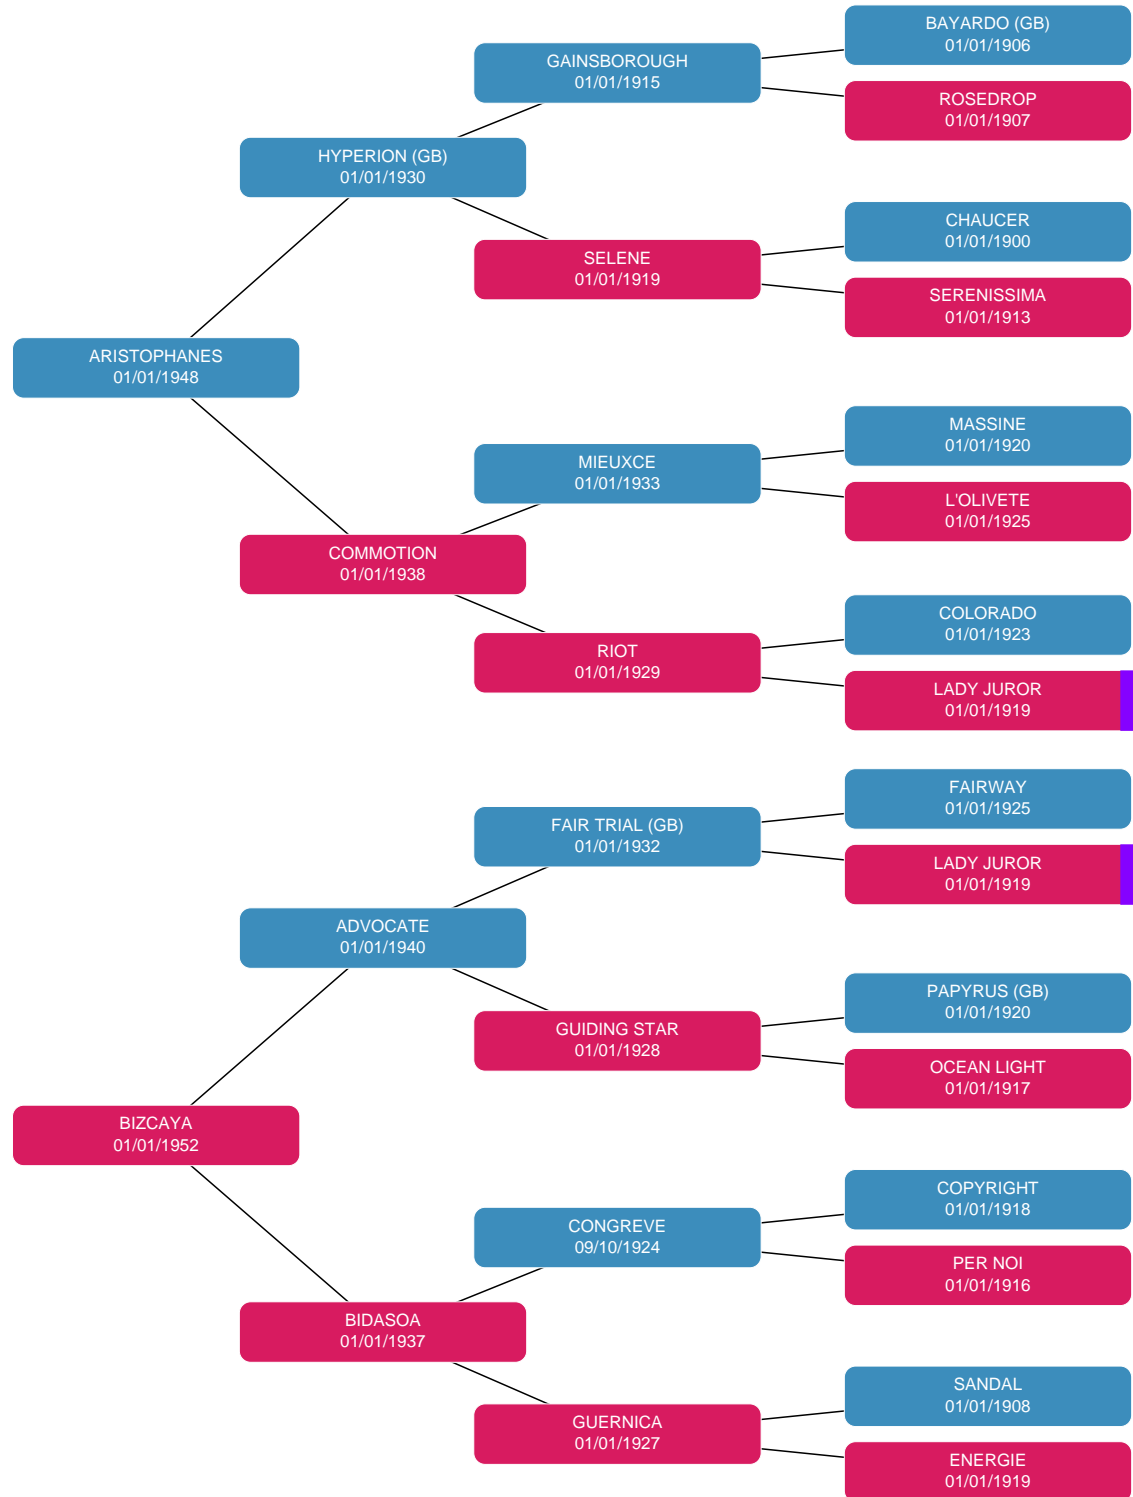 BAYARDO (GB)
01/01/1906
GAINSBOROUGH
01/01/1915
ROSEDROP
01/01/1907
HYPERION (GB)
01/01/1930
CHAUCER
01/01/1900
SELENE
01/01/1919
SERENISSIMA
01/01/1913
ARISTOPHANES
01/01/1948
MASSINE
01/01/1920
MIEUXCE
01/01/1933
L'OLIVETE
01/01/1925
COMMOTION
01/01/1938
COLORADO
01/01/1923
RIOT
01/01/1929
LADY JUROR
01/01/1919
FAIRWAY
01/01/1925
FAIR TRIAL (GB)
01/01/1932
LADY JUROR
01/01/1919
ADVOCATE
01/01/1940
PAPYRUS (GB)
01/01/1920
GUIDING STAR
01/01/1928
OCEAN LIGHT
01/01/1917
BIZCAYA
01/01/1952
COPYRIGHT
01/01/1918
CONGREVE
09/10/1924
PER NOI
01/01/1916
BIDASOA
01/01/1937
SANDAL
01/01/1908
GUERNICA
01/01/1927
ENERGIE
01/01/1919